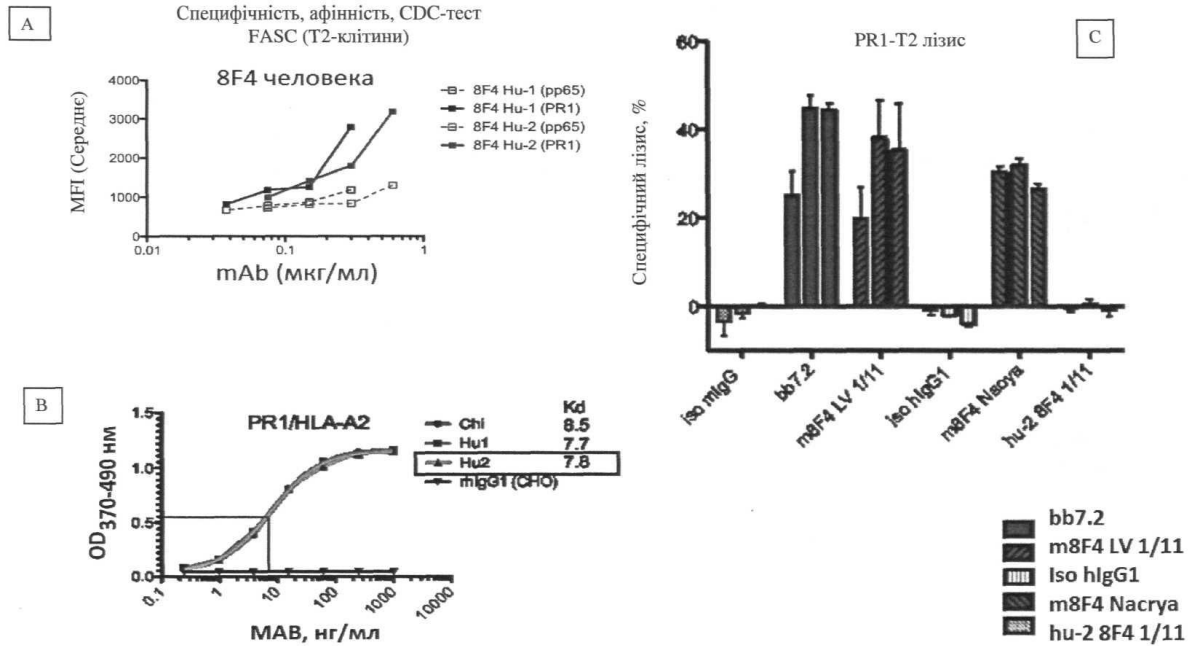 A
Специфічність, афінність, CDC-тест
FASC (Т2-клітини)
8F4 человека
MFI (Середнє)
4000
3000
2000
1000
0
0.01
0.1
1
mAb (мкг/мл)
8F4 Hu-1 (pp65)
8F4 Hu-1 (PR1)
8F4 Hu-2 (pp65)
8F4 Hu-2 (PR1)
B
PR1/HLA-A2
OD370-490 нм
1.5
1.0
0.5
0.0
0.1
1
10
100
1000
10000
МАВ, нг/мл
Kd
Chi 8.5
Hu1 7.7
Hu2 7.8
rhIgG1 (CHO)
C
PR1-T2 лізис
Специфічний лізис, %
60
40
20
0
iso mIgG
bb7.2
m8F4 LV 1/11
iso hIgG1
m8F4 Naoya
hu-2 8F4 1/11
bb7.2
m8F4 LV 1/11
Iso hIgG1
m8F4 Nacrya
hu-2 8F4 1/11